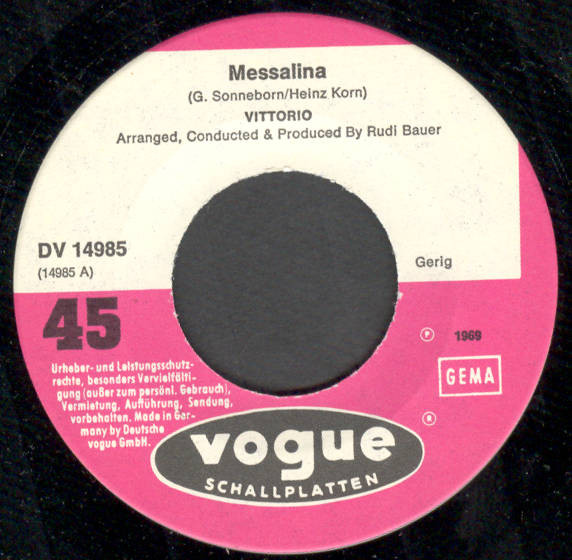 Messalina
(G. Sonneborn/Heinz Korn)
VITTORIO
Arranged, Conducted & Produced By Rudi Bauer
DV 14985
(14985 A)
Gerig
45
℗ 1969
GEMA
Urheber- und Leistungsschutz-
rechte, besonders Vervielfälti-
gung (außer zum persönl. Gebrauch),
Vermietung, Aufführung, Sendung,
vorbehalten. Made in Ger-
many by Deutsche
vogue GmbH.
®
vogue
SCHALLPLATTEN